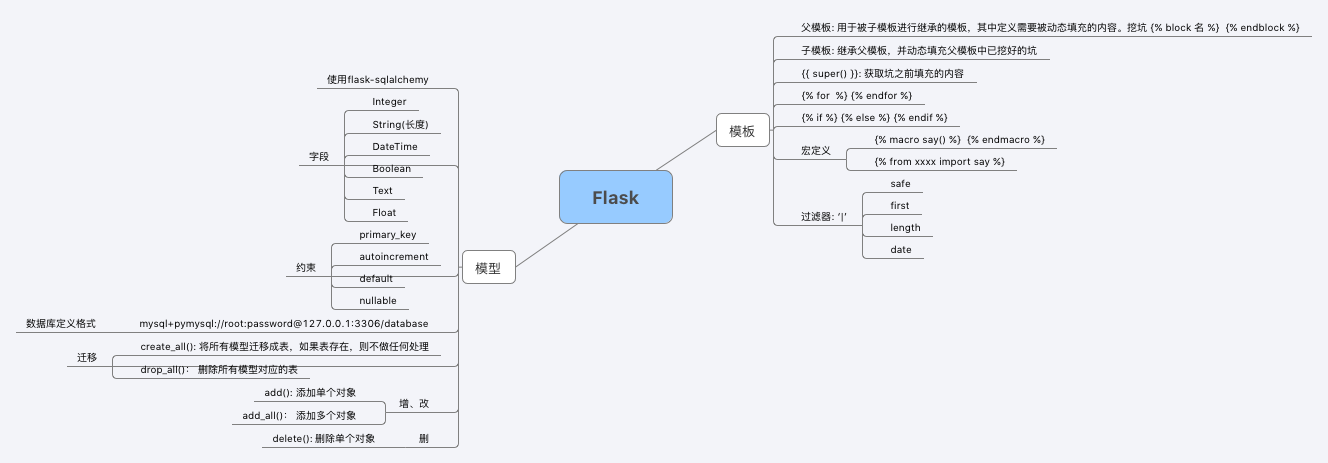 Flask
模板
父模板: 用于被子模板进行继承的模板，其中定义需要被动态填充的内容。挖坑 {% block 名 %}  {% endblock %}
子模板: 继承父模板，并动态填充父模板中已挖好的坑
{{ super() }}: 获取坑之前填充的内容
{% for  %} {% endfor %}
{% if %} {% else %} {% endif %}
宏定义
{% macro say() %}  {% endmacro %}
{% from xxxx import say %}
过滤器: ‘|’
safe
first
length
date
模型
使用flask-sqlalchemy
字段
Integer
String(长度)
DateTime
Boolean
Text
Float
约束
primary_key
autoincrement
default
nullable
数据库定义格式
mysql+pymysql://root:password@127.0.0.1:3306/database
迁移
create_all(): 将所有模型迁移成表，如果表存在，则不做任何处理
drop_all()： 删除所有模型对应的表
增、改
add(): 添加单个对象
add_all()： 添加多个对象
删
delete(): 删除单个对象